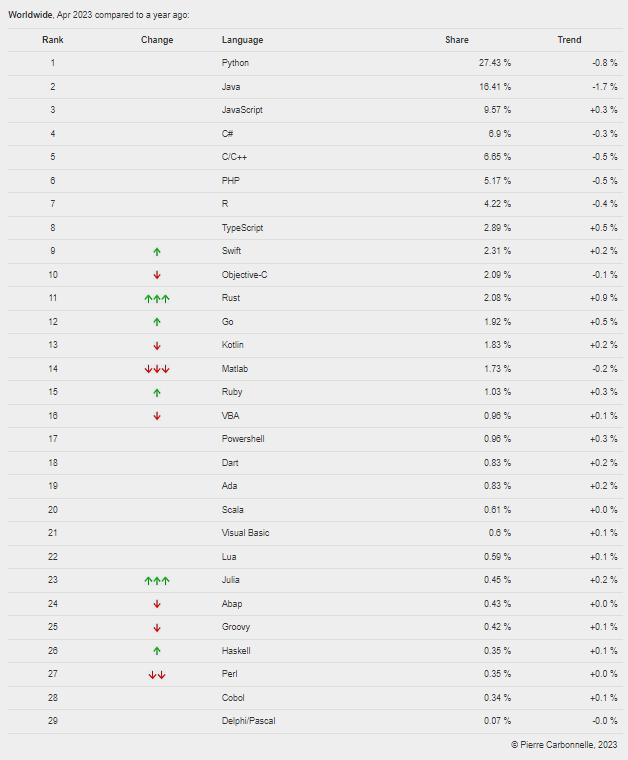 Worldwide, Apr 2023 compared to a year ago:
Rank Change Language Share Trend
1 Python 27.43 % -0.8 %
2 Java 16.41 % -1.7 %
3 JavaScript 9.57 % +0.3 %
4 C# 6.9 % -0.3 %
5 C/C++ 6.65 % -0.5 %
6 PHP 5.17 % -0.5 %
7 R 4.22 % -0.4 %
8 TypeScript 2.89 % +0.5 %
9 ↑ Swift 2.31 % +0.2 %
10 ↓ Objective-C 2.09 % -0.1 %
11 ↑↑↑ Rust 2.08 % +0.9 %
12 ↑ Go 1.92 % +0.5 %
13 ↓ Kotlin 1.83 % +0.2 %
14 ↓↓↓ Matlab 1.73 % -0.2 %
15 ↑ Ruby 1.03 % +0.3 %
16 ↓ VBA 0.96 % +0.1 %
17 Powershell 0.96 % +0.3 %
18 Dart 0.83 % +0.2 %
19 Ada 0.83 % +0.2 %
20 Scala 0.61 % +0.0 %
21 Visual Basic 0.6 % +0.1 %
22 Lua 0.59 % +0.1 %
23 ↑↑↑ Julia 0.45 % +0.2 %
24 ↓ Abap 0.43 % +0.0 %
25 ↓ Groovy 0.42 % +0.1 %
26 ↑ Haskell 0.35 % +0.1 %
27 ↓↓ Perl 0.35 % +0.0 %
28 Cobol 0.34 % +0.1 %
29 Delphi/Pascal 0.07 % -0.0 %
© Pierre Carbonnelle, 2023